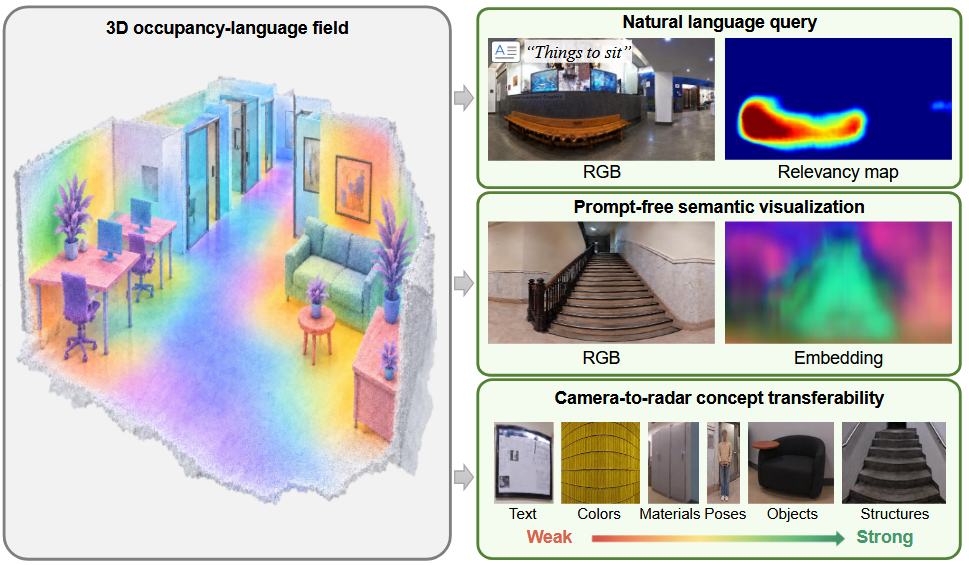 3D occupancy-language field
Natural language query
A
"Things to sit"
RGB
Relevancy map
Prompt-free semantic visualization
RGB
Embedding
Camera-to-radar concept transferability
Text
Colors
Materials
Poses
Objects
Structures
Weak
Strong